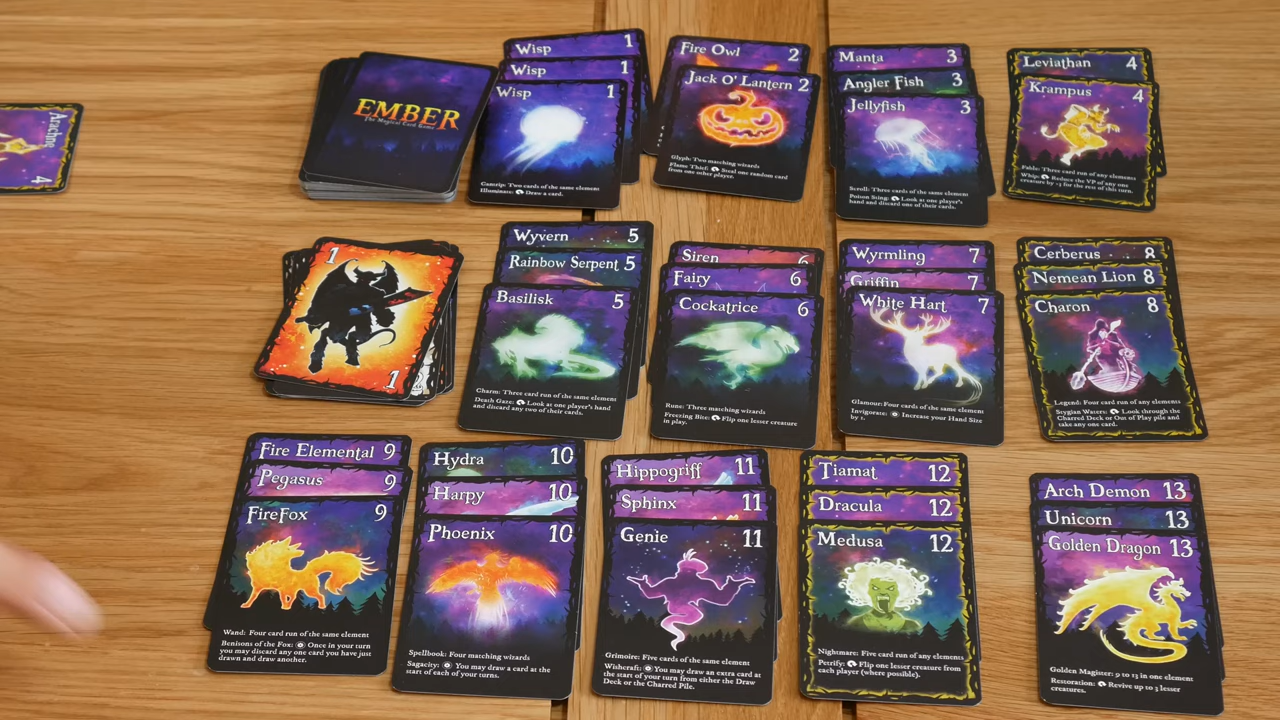 Arachne 4
EMBER
The Magical Card Game
Wisp 1
Wisp 1
Wisp 1
Gamzip: Two cards of the same element
Illuminate: Draw a card.
Fire Owl 2
Jack O' Lantern 2
Glyph: Two matching wizards
Flame Thief: Steal one random card
from one other player.
Manta 3
Angler Fish 3
Jellyfish 3
Scroll: Three cards of the same element
Poison Sting: Look at one player's
hand and discard one of their cards.
Leviathan 4
Krampus 4
Fable: Three card run of any elements
Whip: Reduce the VP of any one
creature by -1 for the rest of this turn.
1
1
Wyvern 5
Rainbow Serpent 5
Basilisk 5
Charm: Three card run of the same element
Death Gaze: Look at one player's hand
and discard any two of their cards.
Siren 6
Fairy 6
Cockatrice 6
Rune: Three matching wizards
Freezing Bite: Flip one lesser creature
in play.
Wyrmling 7
Griffin 7
White Hart 7
Glamour: Four cards of the same element
Invigorate: Increase your Hand Size
by 1.
Cerberus 8
Nemean Lion 8
Charon 8
Legend: Four card run of any elements
Stygian Waters: Look through the
Charred Deck or Out of Play pile and
take any one card.
Fire Elemental 9
Pegasus 9
FireFox 9
Wand: Four card run of the same element
Benisons of the Fox: Once in your turn
you may discard any one card you have just
drawn and draw another.
Hydra 10
Harpy 10
Phoenix 10
Spellbook: Four matching wizards
Sagacity: You may draw a card at the
start of each of your turns.
Hippogriff 11
Sphinx 11
Genie 11
Grimoire: Five cards of the same element
Wishcraft: You may draw an extra card at
the start of your turn from either the Draw
Deck or the Charred Pile.
Tiamat 12
Dracula 12
Medusa 12
Nightmare: Five card run of any elements
Petrify: Flip one lesser creature from
each player (where possible).
Arch Demon 13
Unicorn 13
Golden Dragon 13
Golden Magister: 9 to 13 in one element
Restoration: Revive up to 3 lesser
creatures.